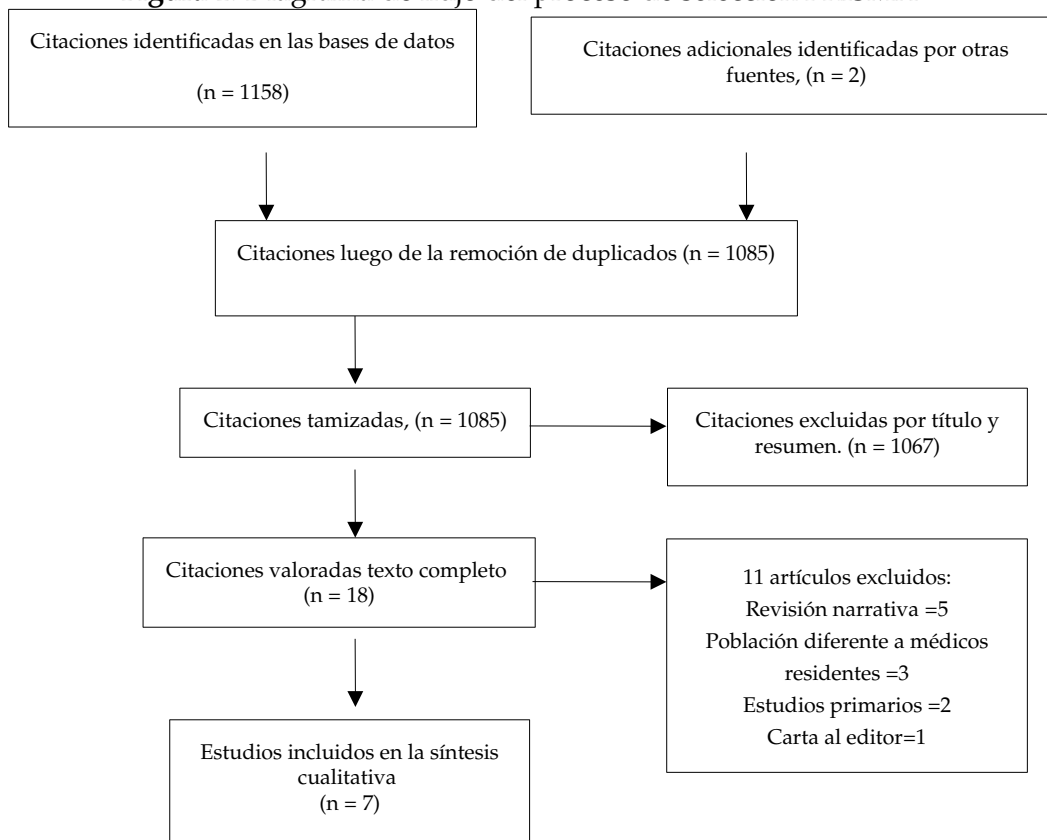 Citaciones identificadas en las bases de datos
(n = 1158)
Citaciones adicionales identificadas por otras
fuentes, (n = 2)
Citaciones luego de la remoción de duplicados (n = 1085)
Citaciones tamizadas, (n = 1085)
Citaciones excluidas por título y
resumen. (n = 1067)
Citaciones valoradas texto completo
(n = 18)
11 artículos excluidos:
Revisión narrativa =5
Población diferente a médicos
residentes =3
Estudios primarios =2
Carta al editor=1
Estudios incluidos en la síntesis
cualitativa
(n = 7)